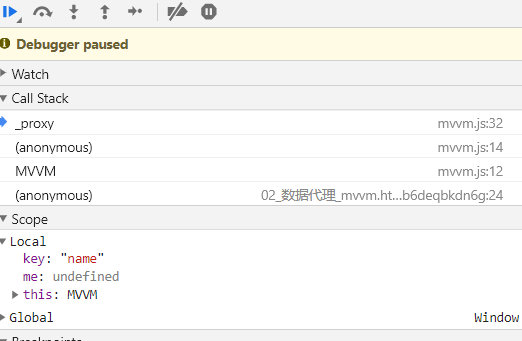 Debugger paused
Watch
Call Stack
_proxy mvvm.js:32
(anonymous) mvvm.js:14
MVVM mvvm.js:12
(anonymous) 02_数据代理_mvvm.ht…b6deqbkdn6g:24
Scope
Local
key: "name"
me: undefined
this: MVVM
Global Window
Breakpoints